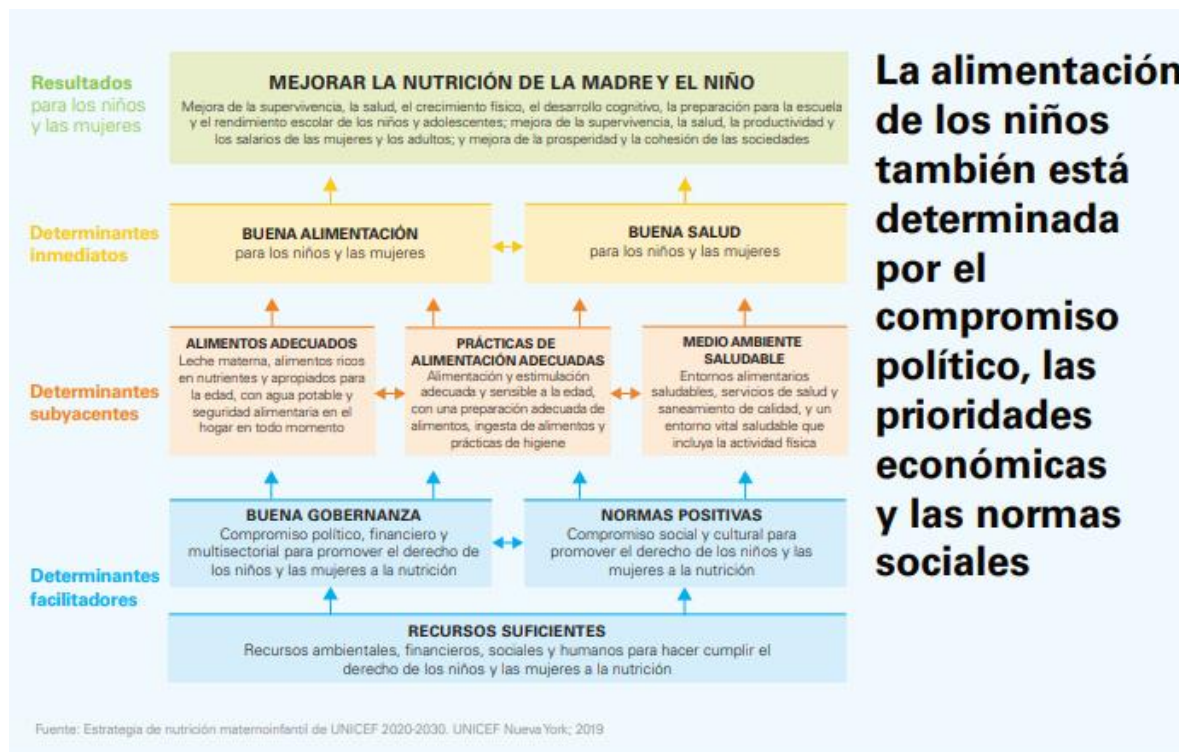 Resultados
para los niños
y las mujeres
MEJORAR LA NUTRICIÓN DE LA MADRE Y EL NIÑO
Mejora de la supervivencia, la salud, el crecimiento físico, el desarrollo cognitivo, la preparación para la escuela
y el rendimiento escolar de los niños y adolescentes; mejora de la supervivencia, la salud, la productividad y
los salarios de las mujeres y los adultos; y mejora de la prosperidad y la cohesión de las sociedades
Determinantes
inmediatos
BUENA ALIMENTACIÓN
para los niños y las mujeres
BUENA SALUD
para los niños y las mujeres
Determinantes
subyacentes
ALIMENTOS ADECUADOS
Leche materna, alimentos ricos
en nutrientes y apropiados para
la edad, con agua potable y
seguridad alimentaria en el
hogar en todo momento
PRÁCTICAS DE
ALIMENTACIÓN ADECUADAS
Alimentación y estimulación
adecuada y sensible a la edad,
con una preparación adecuada de
alimentos, ingesta de alimentos y
prácticas de higiene
MEDIO AMBIENTE
SALUDABLE
Entornos alimentarios
saludables, servicios de salud y
saneamiento de calidad, y un
entorno vital saludable que
incluya la actividad física
Determinantes
facilitadores
BUENA GOBERNANZA
Compromiso político, financiero y
multisectorial para promover el derecho de
los niños y las mujeres a la nutrición
NORMAS POSITIVAS
Compromiso social y cultural para
promover el derecho de los niños y las
mujeres a la nutrición
RECURSOS SUFICIENTES
Recursos ambientales, financieros, sociales y humanos para hacer cumplir el
derecho de los niños y las mujeres a la nutrición
Fuente: Estrategia de nutrición maternoinfantil de UNICEF 2020-2030. UNICEF Nueva York; 2019
La alimentación
de los niños
también está
determinada
por el
compromiso
político, las
prioridades
económicas
y las normas
sociales